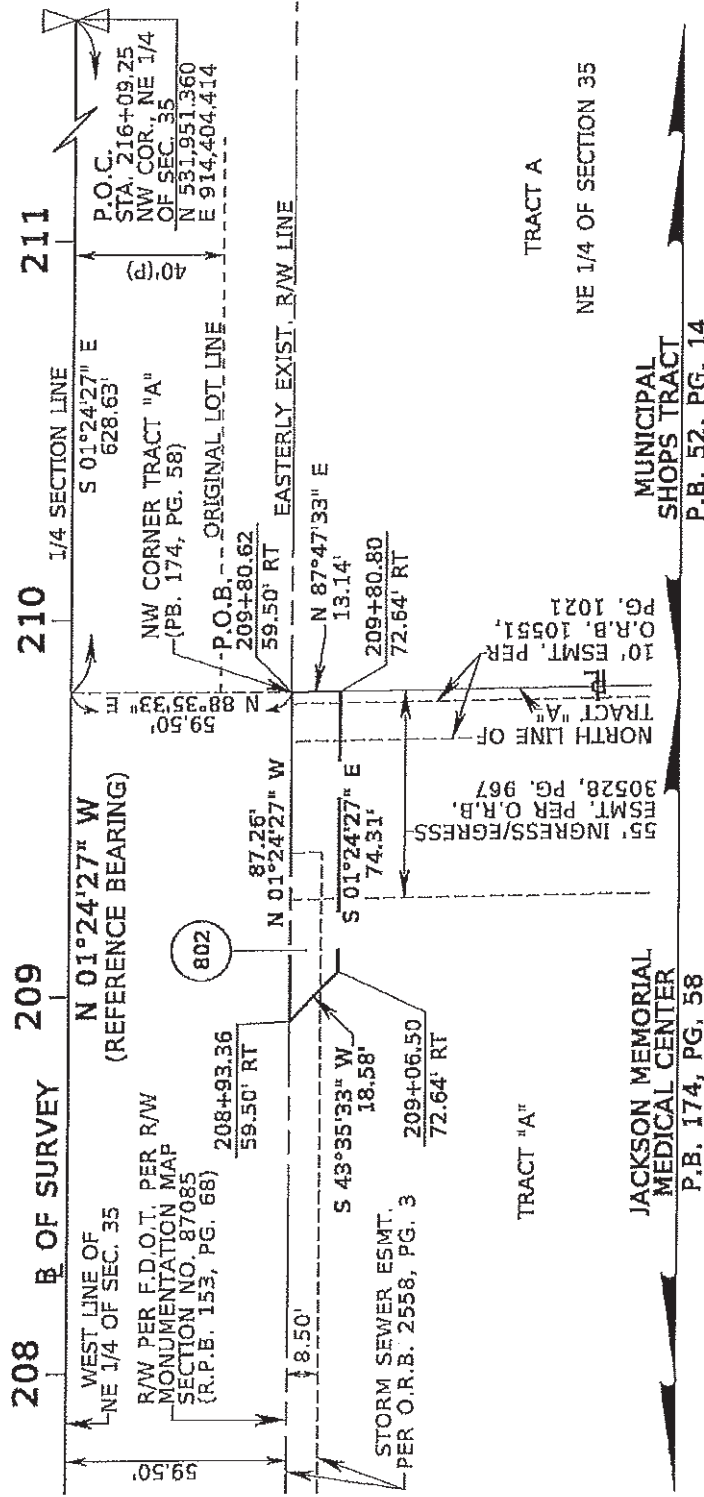 208
209
210
211
B OF SURVEY
WEST LINE OF
NE 1/4 OF SEC. 35
N 01°24'27" W
(REFERENCE BEARING)
1/4 SECTION LINE
S 01°24'27" E
628.63'
P.O.C.
STA. 216+09.25
NW COR., NE 1/4
OF SEC. 35
N 531,951.360
E 914,404.414
R/W PER F.D.O.T. PER R/W
MONUMENTATION MAP
SECTION NO. 87085
(R.P.B. 153, PG. 68)
59.50'
N 88°35'33" E
59.50'
NW CORNER TRACT "A"
(PB. 174, PG. 58)
40'(P)
ORIGINAL LOT LINE
P.O.B.
209+80.62
59.50' RT
EASTERLY EXIST. R/W LINE
802
208+93.36
59.50' RT
87.26'
N 01°24'27" W
8.50'
N 87°47'33" E
13.14'
209+80.80
72.64' RT
S 01°24'27" E
74.31'
S 43°35'33" W
18.58'
209+06.50
72.64' RT
STORM SEWER ESMT.
PER O.R.B. 2558, PG. 3
55' INGRESS/EGRESS
ESMT. PER O.R.B.
30528, PG. 967
NORTH LINE OF
TRACT "A"
10' ESMT. PER
O.R.B. 10551,
PG. 1021
TRACT "A"
TRACT A
NE 1/4 OF SECTION 35
JACKSON MEMORIAL
MEDICAL CENTER
P.B. 174, PG. 58
MUNICIPAL
SHOPS TRACT
P.B. 52, PG. 14